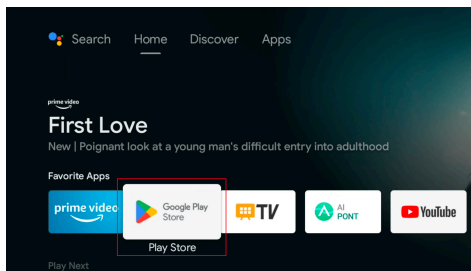 Search Home Discover Apps
prime video
First Love
New | Poignant look at a young man's difficult entry into adulthood
Favorite Apps
prime video
Google Play
Store
TV
AI
PONT
YouTube
Play Store
Play Next